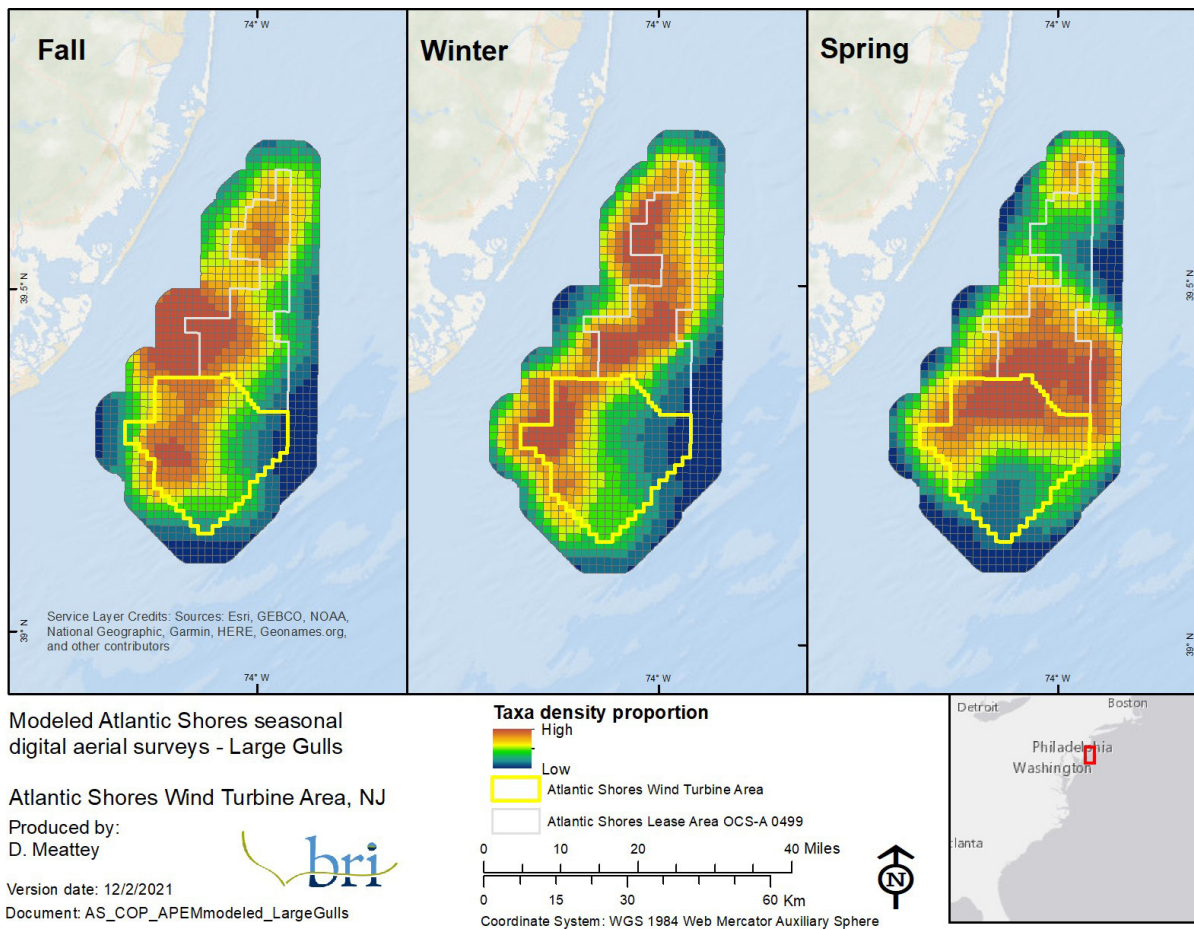 Fall
Winter
Spring
74° W
74° W
74° W
39.5° N
39.5° N
39.5° N
39° N
39° N
39° N
Service Layer Credits: Sources: Esri, GEBCO, NOAA,
National Geographic, Garmin, HERE, Geonames.org,
and other contributors
74° W
74° W
74° W
Modeled Atlantic Shores seasonal
digital aerial surveys - Large Gulls
Atlantic Shores Wind Turbine Area, NJ
Produced by:
D. Meattey
bri
Version date: 12/2/2021
Document: AS_COP_APEMmodeled_LargeGulls
Taxa density proportion
High
Low
Atlantic Shores Wind Turbine Area
Atlantic Shores Lease Area OCS-A 0499
0 10 20 40 Miles
0 15 30 60 Km
Coordinate System: WGS 1984 Web Mercator Auxiliary Sphere
N
Detroit
Boston
Philadelphia
Washington
tlanta